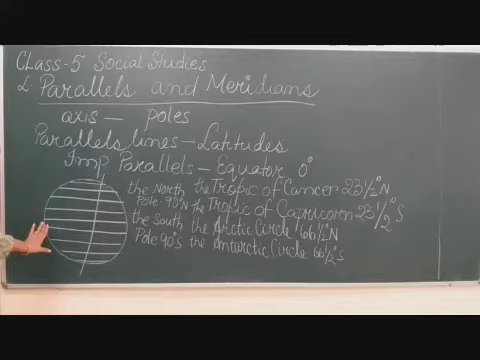 Class-5 Social Studies
L: Parallels and Meridians
axis — poles
Parallels lines — Latitudes
Imp Parallels — Equator 0°
the North the Tropic of Cancer 23½°N
Pole-90°N the Tropic of Capricorn 23½°S
the South the Arctic Circle 66½°N
Pole 90°S the Antarctic Circle 66½°S